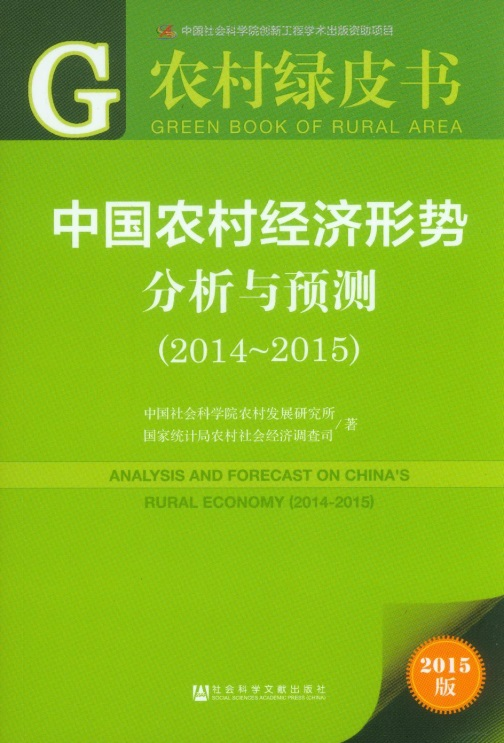 中国社会科学院创新工程学术出版资助项目
G
农村绿皮书
GREEN BOOK OF RURAL AREA
中国农村经济形势
分析与预测
(2014~2015)
中国社会科学院农村发展研究所
国家统计局农村社会经济调查司/著
ANALYSIS AND FORECAST ON CHINA'S
RURAL ECONOMY (2014-2015)
2015
版
社会科学文献出版社
SOCIAL SCIENCES ACADEMIC PRESS (CHINA)